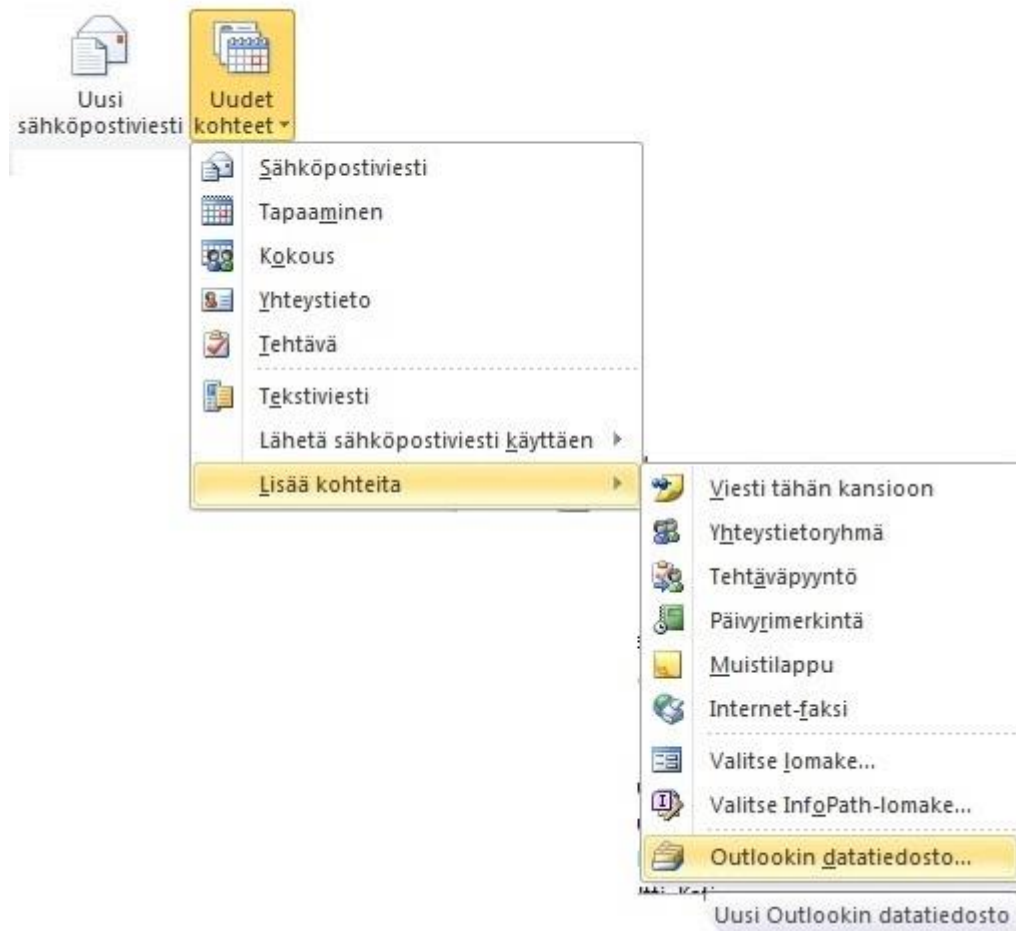 Uusi
sähköpostiviesti
Uudet
kohteet
Sähköpostiviesti
Tapaaminen
Kokous
Yhteystieto
Tehtävä
Tekstiviesti
Lähetä sähköpostiviesti käyttäen
Lisää kohteita
Viesti tähän kansioon
Yhteystietoryhmä
Tehtäväpyyntö
Päivyrimerkintä
Muistilappu
Internet-faksi
Valitse lomake...
Valitse InfoPath-lomake...
Outlookin datatiedosto...
Uusi Outlookin datatiedosto